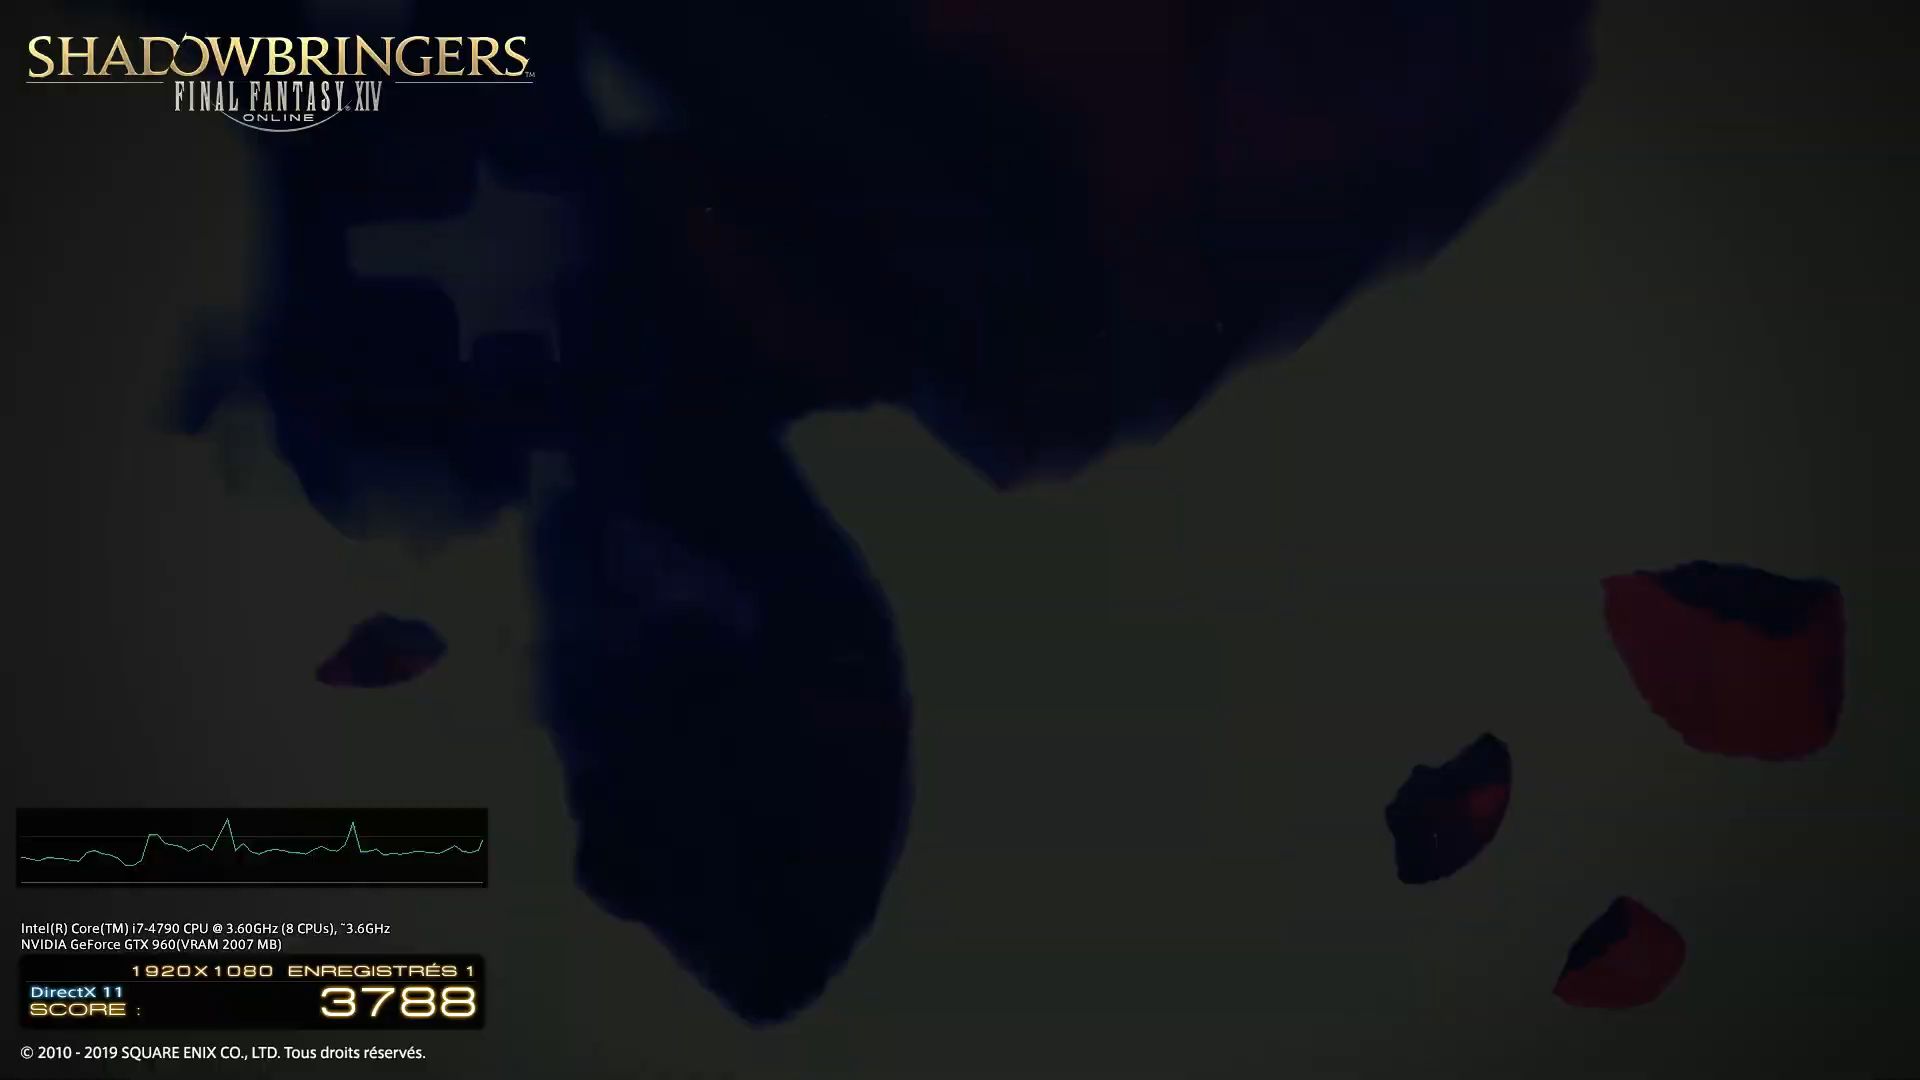 SHADOWBRINGERS™
FINAL FANTASY® XIV
ONLINE
Intel(R) Core(TM) i7-4790 CPU @ 3.60GHz (8 CPUs), ~3.6GHz
NVIDIA GeForce GTX 960(VRAM 2007 MB)
1920X1080 ENREGISTRÉS 1
DirectX 11
SCORE : 3788
© 2010 - 2019 SQUARE ENIX CO., LTD. Tous droits réservés.